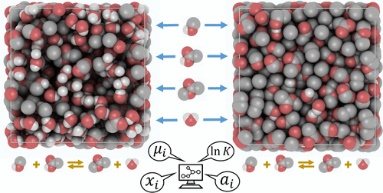 μᵢ
ln K
xᵢ
aᵢ
+ ⇌ +
+ ⇌ +